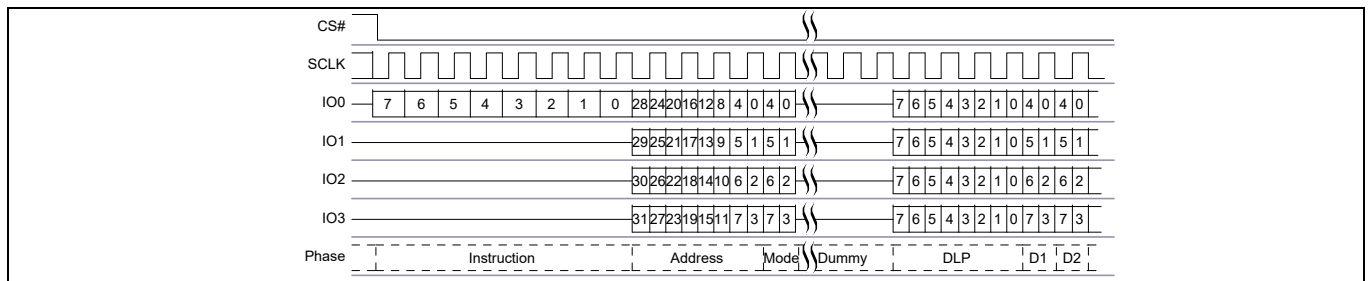 CS#
SCLK
IO0 7 6 5 4 3 2 1 0 28 24 20 16 12 8 4 0 4 0 7 6 5 4 3 2 1 0 4 0 4 0
IO1 29 25 21 17 13 9 5 1 5 1 7 6 5 4 3 2 1 0 5 1 5 1
IO2 30 26 22 18 14 10 6 2 6 2 7 6 5 4 3 2 1 0 6 2 6 2
IO3 31 27 23 19 15 11 7 3 7 3 7 6 5 4 3 2 1 0 7 3 7 3
Phase Instruction Address Mode Dummy DLP D1 D2